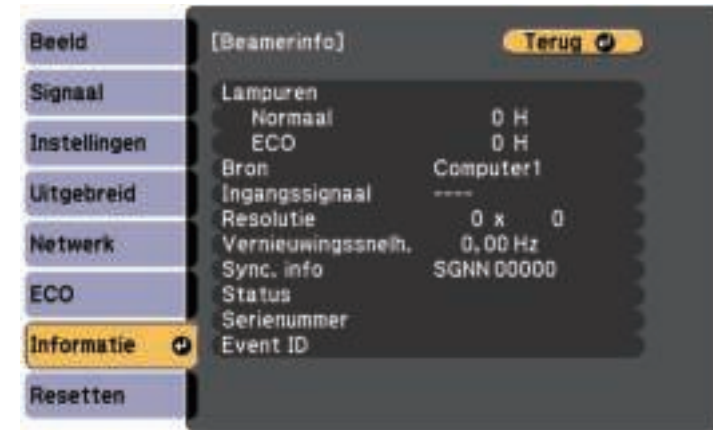 Beeld
Signaal
Instellingen
Uitgebreid
Netwerk
ECO
Informatie
Resetten
[Beamerinfo] Terug
Lampuren
Normaal 0 H
ECO 0 H
Bron Computer1
Ingangssignaal ----
Resolutie 0 x 0
Vernieuwingssnelh. 0.00 Hz
Sync. info SGNN 00000
Status
Serienummer
Event ID